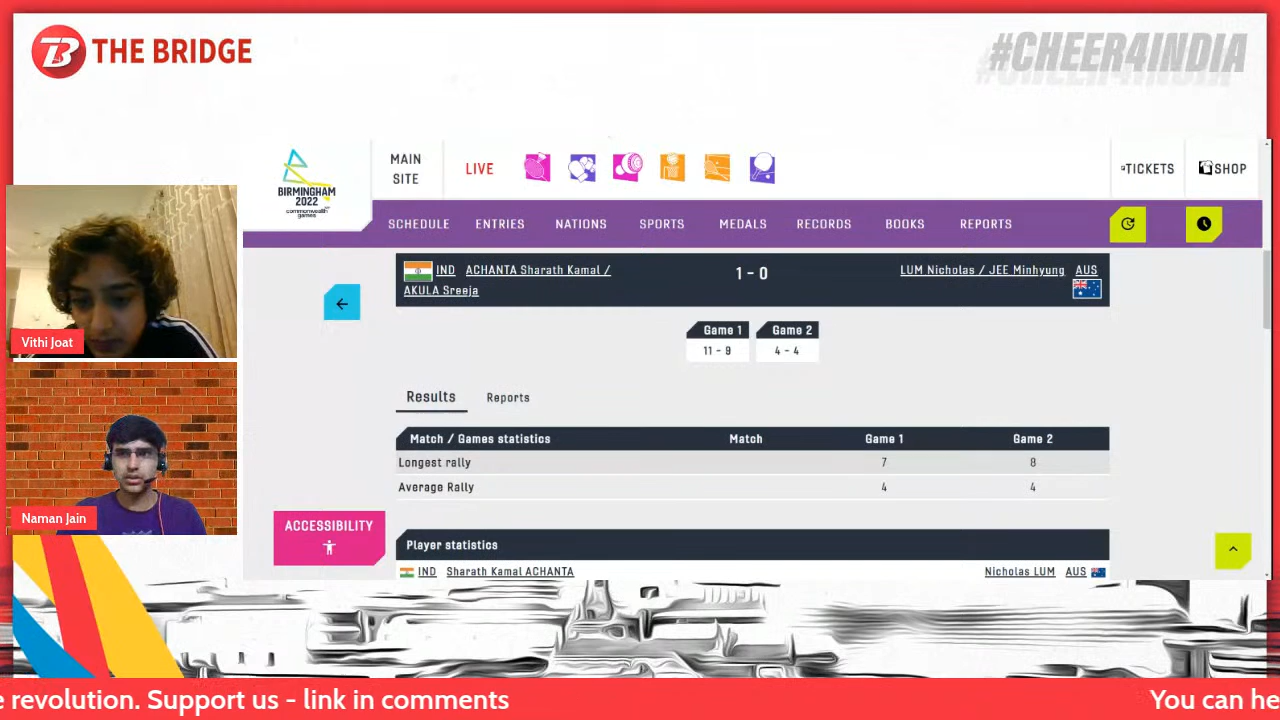 THE BRIDGE
#CHEER4INDIA
BIRMINGHAM
2022
commonwealth
games
MAIN
SITE
LIVE
TICKETS
SHOP
SCHEDULE ENTRIES NATIONS SPORTS MEDALS RECORDS BOOKS REPORTS
IND ACHANTA Sharath Kamal /
AKULA Sreeja
1 - 0
LUM Nicholas / JEE Minhyung AUS
Game 1 Game 2
11 - 9 4 - 4
Results Reports
Match / Games statistics Match Game 1 Game 2
Longest rally 7 8
Average Rally 4 4
Player statistics
IND Sharath Kamal ACHANTA Nicholas LUM AUS
ACCESSIBILITY
Vithi Joat
Naman Jain
e revolution. Support us - link in comments You can he